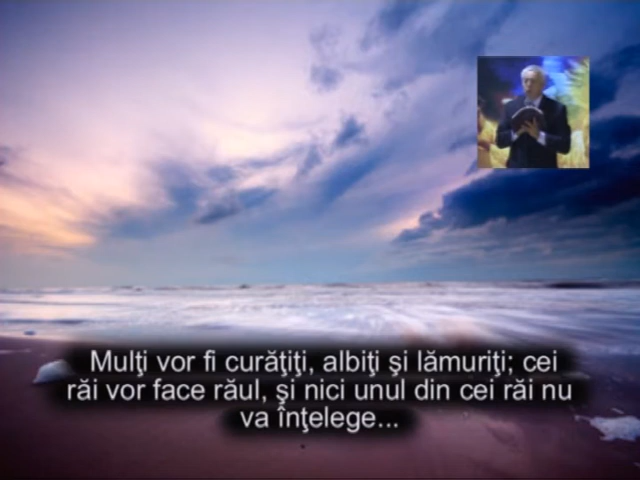 Mulţi vor fi curăţiţi, albiţi şi lămuriţi; cei
răi vor face răul, şi nici unul din cei răi nu
va înţelege...